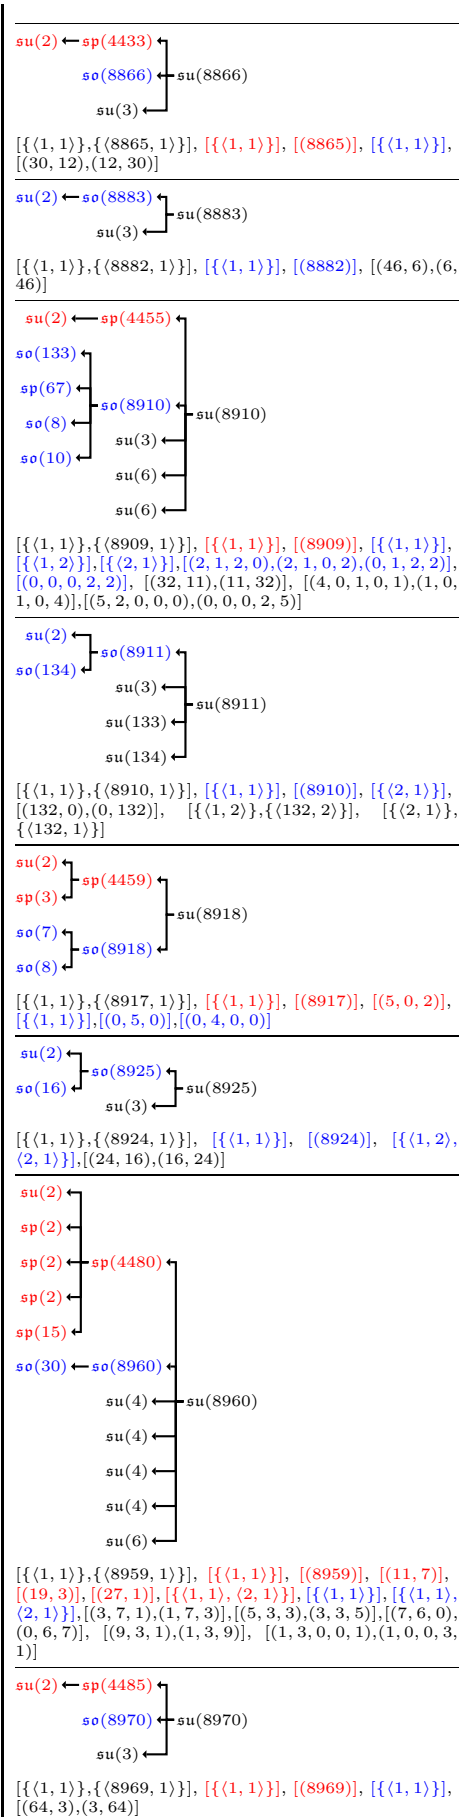 su(2) sp(4433)
so(8866) su(8866)
su(3)
[{⟨1, 1⟩},{⟨8865, 1⟩}], [{⟨1, 1⟩}], [(8865)], [{⟨1, 1⟩}],
[(30, 12),(12, 30)]
su(2) so(8883)
su(8883)
su(3)
[{⟨1, 1⟩},{⟨8882, 1⟩}], [{⟨1, 1⟩}], [(8882)], [(46, 6),(6,
46)]
su(2) sp(4455)
so(133)
sp(67)
so(8910)
su(8910)
so(8)
su(3)
so(10)
su(6)
su(6)
[{⟨1, 1⟩},{⟨8909, 1⟩}], [{⟨1, 1⟩}], [(8909)], [{⟨1, 1⟩}],
[{⟨1, 2⟩}],[{⟨2, 1⟩}],[(2, 1, 2, 0),(2, 1, 0, 2),(0, 1, 2, 2)],
[(0, 0, 0, 2, 2)], [(32, 11),(11, 32)], [(4, 0, 1, 0, 1),(1, 0,
1, 0, 4)],[(5, 2, 0, 0, 0),(0, 0, 0, 2, 5)]
su(2)
so(8911)
so(134)
su(3)
su(8911)
su(133)
su(134)
[{⟨1, 1⟩},{⟨8910, 1⟩}], [{⟨1, 1⟩}], [(8910)], [{⟨2, 1⟩}],
[(132, 0),(0, 132)], [{⟨1, 2⟩},{⟨132, 2⟩}], [{⟨2, 1⟩},
{⟨132, 1⟩}]
su(2)
sp(4459)
sp(3)
su(8918)
so(7)
so(8918)
so(8)
[{⟨1, 1⟩},{⟨8917, 1⟩}], [{⟨1, 1⟩}], [(8917)], [(5, 0, 2)],
[{⟨1, 1⟩}],[(0, 5, 0)],[(0, 4, 0, 0)]
su(2)
so(8925)
so(16) su(8925)
su(3)
[{⟨1, 1⟩},{⟨8924, 1⟩}], [{⟨1, 1⟩}], [(8924)], [{⟨1, 2⟩,
⟨2, 1⟩}],[(24, 16),(16, 24)]
su(2)
sp(2)
sp(2) sp(4480)
sp(2)
sp(15)
so(30) so(8960)
su(4) su(8960)
su(4)
su(4)
su(4)
su(6)
[{⟨1, 1⟩},{⟨8959, 1⟩}], [{⟨1, 1⟩}], [(8959)], [(11, 7)],
[(19, 3)],[(27, 1)],[{⟨1, 1⟩, ⟨2, 1⟩}],[{⟨1, 1⟩}],[{⟨1, 1⟩,
⟨2, 1⟩}],[(3, 7, 1),(1, 7, 3)],[(5, 3, 3),(3, 3, 5)],[(7, 6, 0),
(0, 6, 7)], [(9, 3, 1),(1, 3, 9)], [(1, 3, 0, 0, 1),(1, 0, 0, 3,
1)]
su(2) sp(4485)
so(8970) su(8970)
su(3)
[{⟨1, 1⟩},{⟨8969, 1⟩}], [{⟨1, 1⟩}], [(8969)], [{⟨1, 1⟩}],
[(64, 3),(3, 64)]